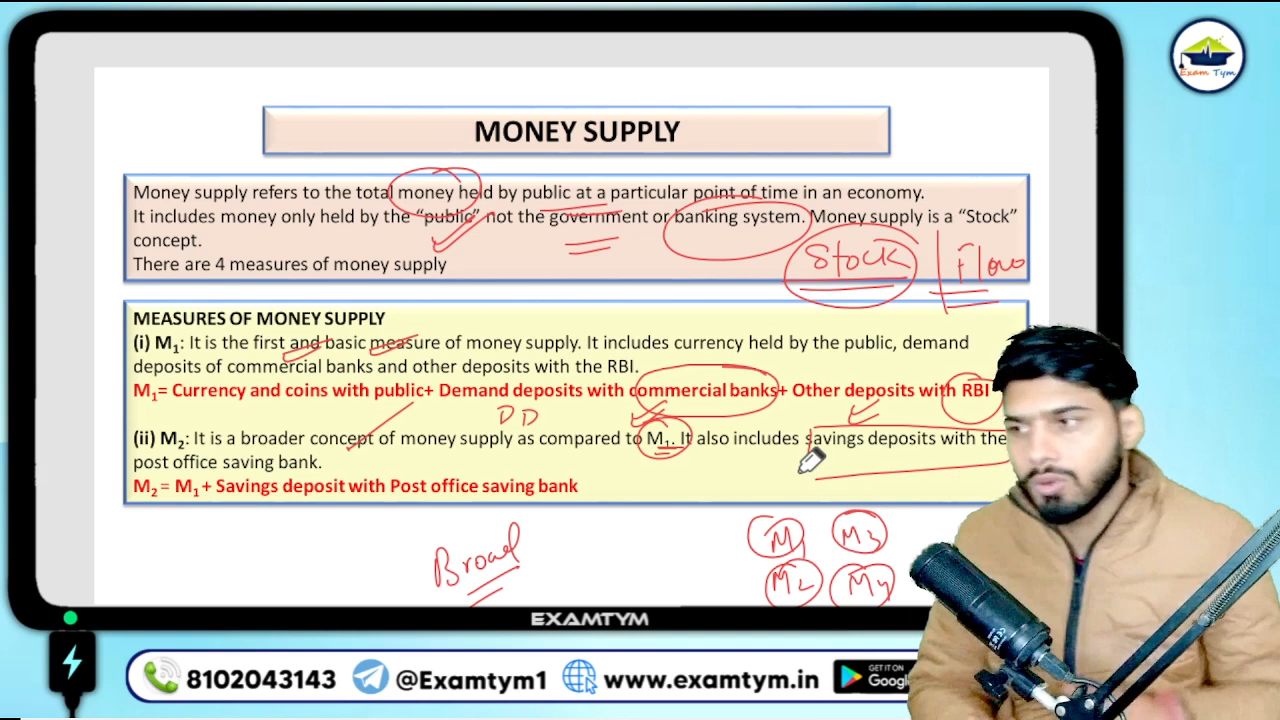 Exam Tym
MONEY SUPPLY
Money supply refers to the total money held by public at a particular point of time in an economy.
It includes money only held by the “public” not the government or banking system. Money supply is a “Stock”
concept.
There are 4 measures of money supply
Stock | Flow
MEASURES OF MONEY SUPPLY
(i) M₁: It is the first and basic measure of money supply. It includes currency held by the public, demand
deposits of commercial banks and other deposits with the RBI.
M₁= Currency and coins with public+ Demand deposits with commercial banks+ Other deposits with RBI
DD
(ii) M₂: It is a broader concept of money supply as compared to M₁. It also includes savings deposits with the
post office saving bank.
M₂ = M₁ + Savings deposit with Post office saving bank
Broad
M₁ M₃
M₂ M₄
EXAMTYM
8102043143 @Examtym1 www.examtym.in GET IT ON Google